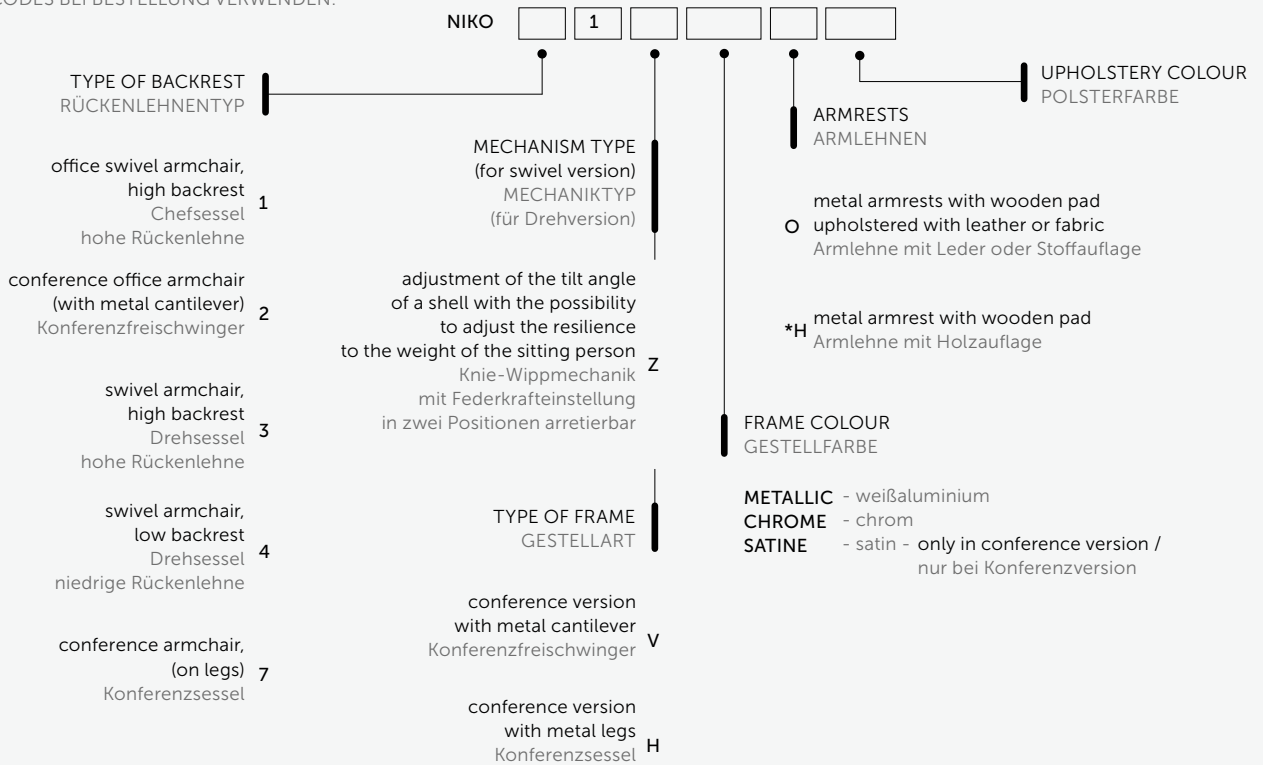 CODES BEI BESTELLUNG VERWENDEN.
NIKO 1
TYPE OF BACKREST
RÜCKENLEHNENTYP
office swivel armchair,
high backrest
1
Chefsessel
hohe Rückenlehne
conference office armchair
(with metal cantilever)
2
Konferenzfreischwinger
swivel armchair,
high backrest
3
Drehsessel
hohe Rückenlehne
swivel armchair,
low backrest
4
Drehsessel
niedrige Rückenlehne
conference armchair,
(on legs)
7
Konferenzsessel
MECHANISM TYPE
(for swivel version)
MECHANIKTYP
(für Drehversion)
adjustment of the tilt angle
of a shell with the possibility
to adjust the resilience
to the weight of the sitting person
Z
Knie-Wippmechanik
mit Federkrafteinstellung
in zwei Positionen arretierbar
TYPE OF FRAME
GESTELLART
conference version
with metal cantilever
V
Konferenzfreischwinger
conference version
with metal legs
H
Konferenzsessel
FRAME COLOUR
GESTELLFARBE
METALLIC - weißaluminium
CHROME - chrom
SATINE - satin - only in conference version /
nur bei Konferenzversion
ARMRESTS
ARMLEHNEN
metal armrests with wooden pad
O upholstered with leather or fabric
Armlehne mit Leder oder Stoffauflage
*H metal armrest with wooden pad
Armlehne mit Holzauflage
UPHOLSTERY COLOUR
POLSTERFARBE